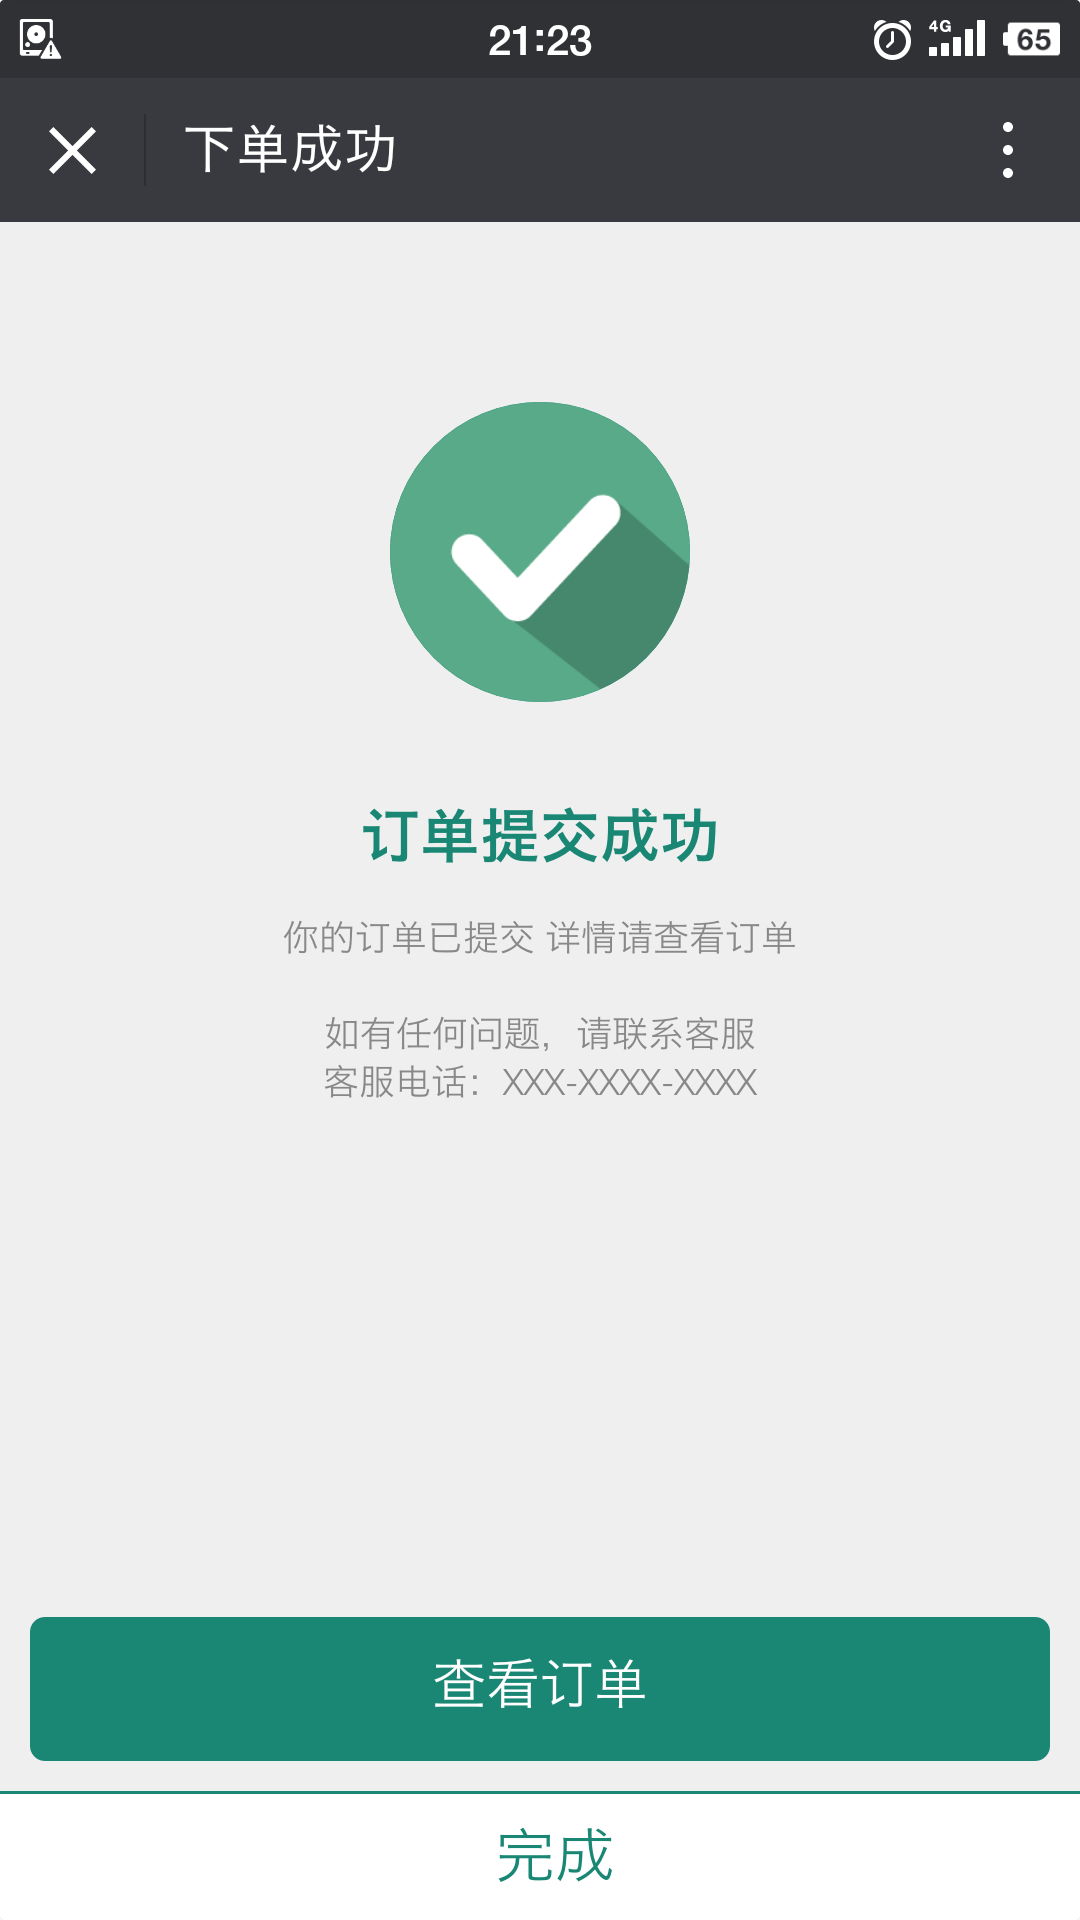 21:23
4G
65
下单成功
订单提交成功
你的订单已提交 详情请查看订单
如有任何问题，请联系客服
客服电话：XXX-XXXX-XXXX
查看订单
完成